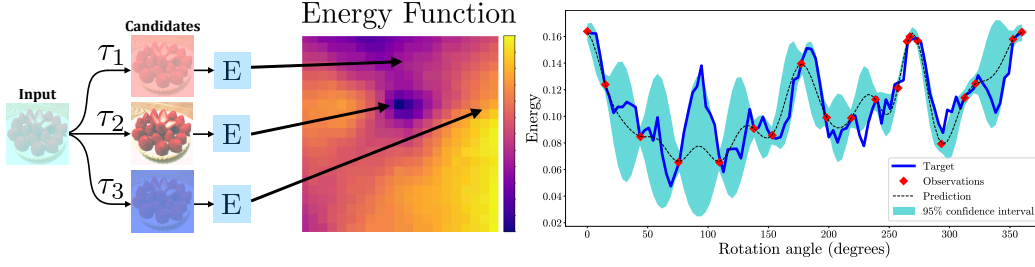 Energy Function
Candidates
Input
τ1
τ2
τ3
E
E
E
Energy
0.16
0.14
0.12
0.10
0.08
0.06
0.04
0.02
Target
Observations
Prediction
95% confidence interval
0 50 100 150 200 250 300 350
Rotation angle (degrees)